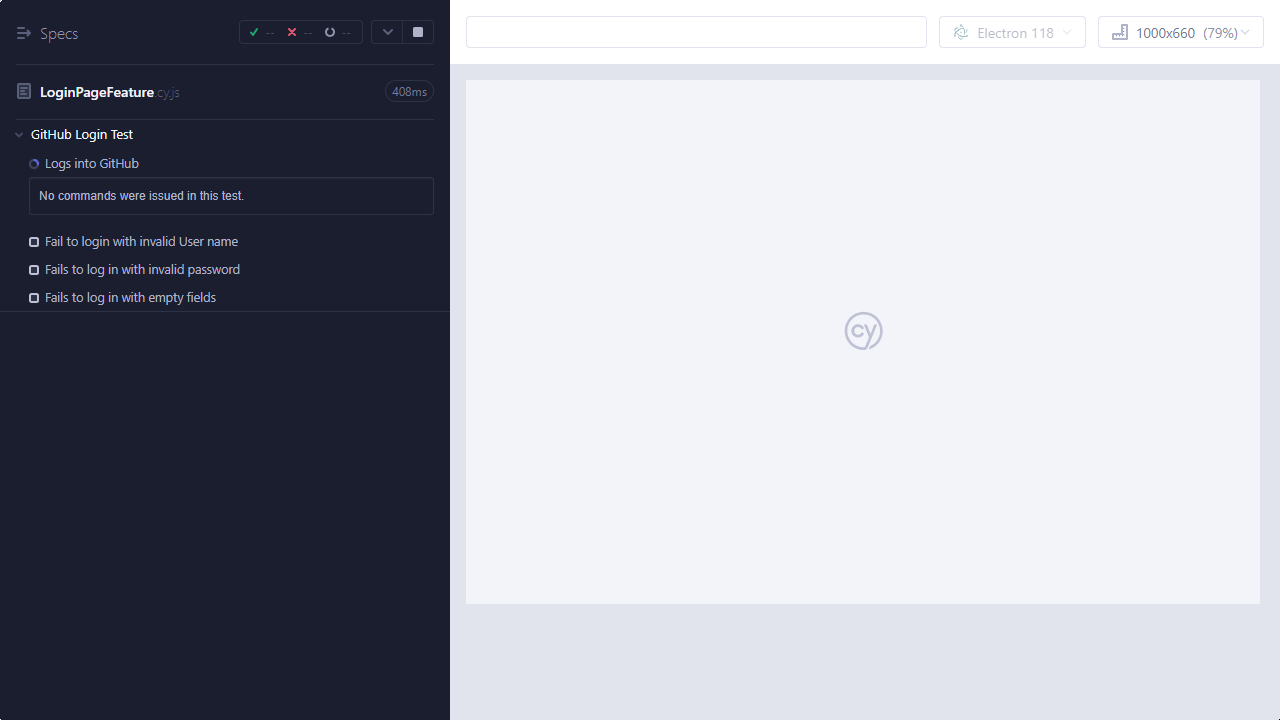 Specs
--
--
--
Electron 118
1000x660 (79%)
LoginPageFeature.cy.js
408ms
GitHub Login Test
Logs into GitHub
No commands were issued in this test.
Fail to login with invalid User name
Fails to log in with invalid password
Fails to log in with empty fields
cy